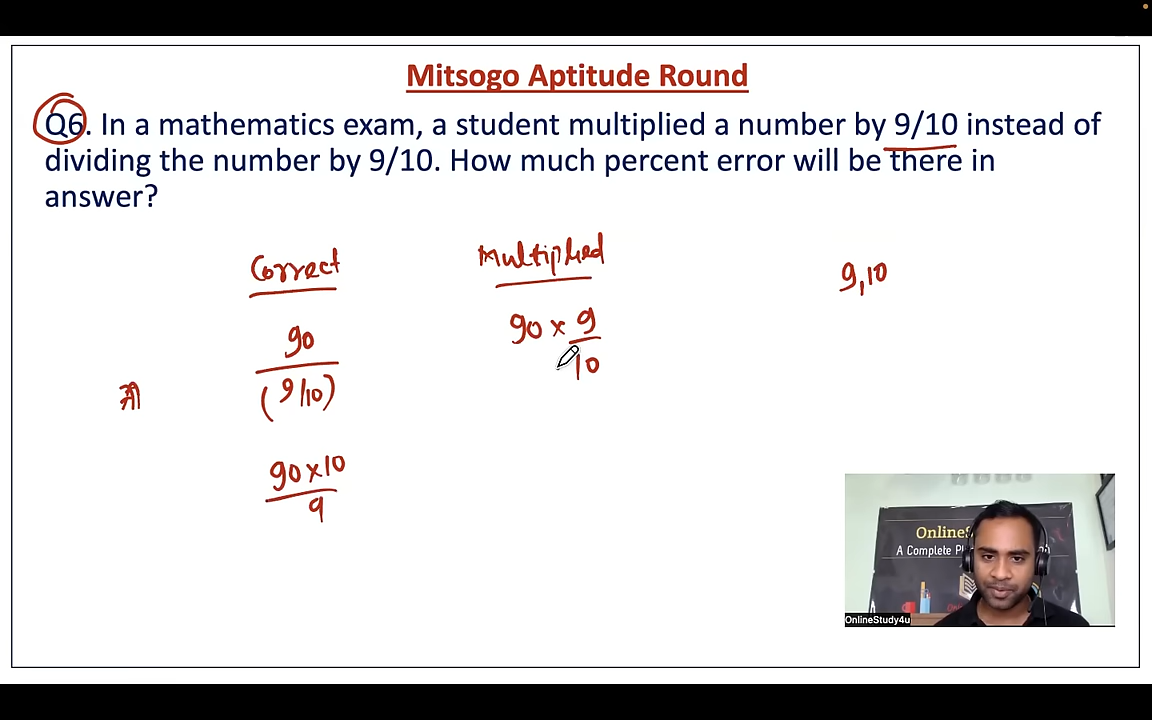 Mitsogo Aptitude Round
Q6. In a mathematics exam, a student multiplied a number by 9/10 instead of
dividing the number by 9/10. How much percent error will be there in
answer?
Correct
Multiplied
9,10
90
(9/10)
90 × 9
10
90×10
9
A Complete
OnlineStudy4u